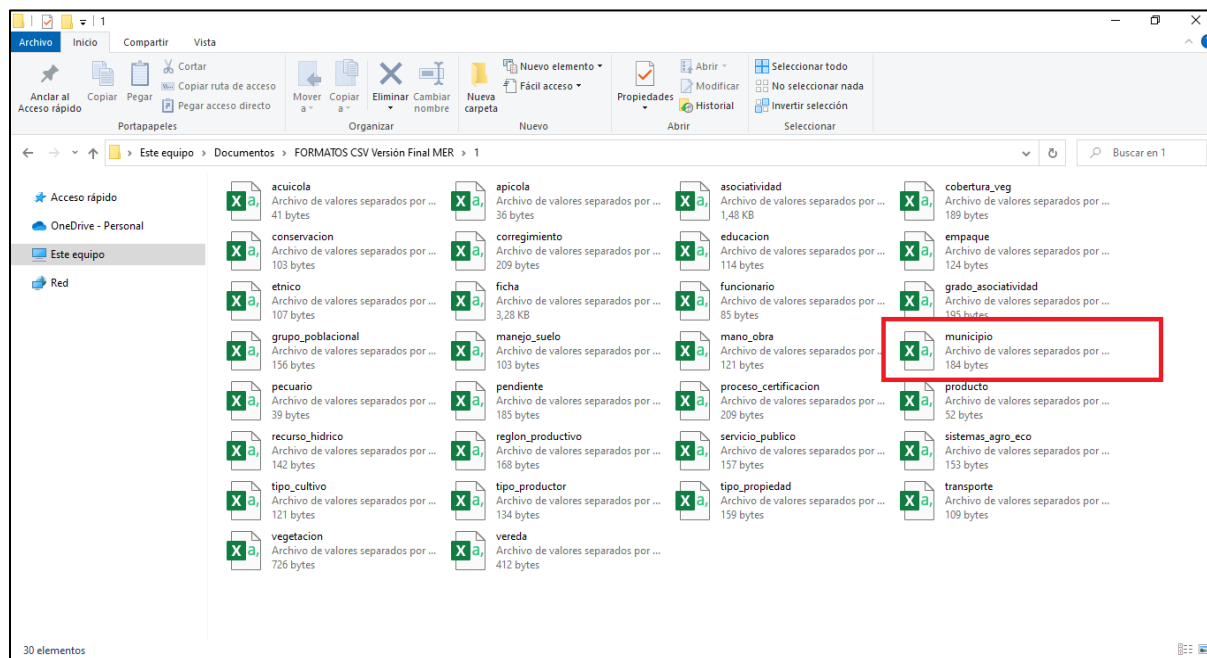 1
Archivo Inicio Compartir Vista
Anclar al Acceso rápido
Copiar
Pegar
Cortar
Copiar ruta de acceso
Pegar acceso directo
Portapapeles
Mover a
Copiar a
Eliminar
Cambiar nombre
Organizar
Nueva carpeta
Nuevo elemento
Fácil acceso
Nuevo
Propiedades
Abrir
Modificar
Historial
Abrir
Seleccionar todo
No seleccionar nada
Invertir selección
Seleccionar
Este equipo > Documentos > FORMATOS CSV Versión Final MER > 1
Buscar en 1
Acceso rápido
OneDrive - Personal
Este equipo
Red
acuicola
Archivo de valores separados por ...
41 bytes
apicola
Archivo de valores separados por ...
36 bytes
asociatividad
Archivo de valores separados por ...
1,48 KB
cobertura_veg
Archivo de valores separados por ...
189 bytes
conservacion
Archivo de valores separados por ...
103 bytes
corregimiento
Archivo de valores separados por ...
209 bytes
educacion
Archivo de valores separados por ...
114 bytes
empaque
Archivo de valores separados por ...
124 bytes
etnico
Archivo de valores separados por ...
107 bytes
ficha
Archivo de valores separados por ...
3,28 KB
funcionario
Archivo de valores separados por ...
85 bytes
grado_asociatividad
Archivo de valores separados por ...
195 bytes
grupo_poblacional
Archivo de valores separados por ...
156 bytes
manejo_suelo
Archivo de valores separados por ...
103 bytes
mano_obra
Archivo de valores separados por ...
121 bytes
municipio
Archivo de valores separados por ...
184 bytes
pecuario
Archivo de valores separados por ...
39 bytes
pendiente
Archivo de valores separados por ...
185 bytes
proceso_certificacion
Archivo de valores separados por ...
209 bytes
producto
Archivo de valores separados por ...
52 bytes
recurso_hidrico
Archivo de valores separados por ...
142 bytes
reglon_productivo
Archivo de valores separados por ...
168 bytes
servicio_publico
Archivo de valores separados por ...
157 bytes
sistemas_agro_eco
Archivo de valores separados por ...
153 bytes
tipo_cultivo
Archivo de valores separados por ...
121 bytes
tipo_productor
Archivo de valores separados por ...
134 bytes
tipo_propiedad
Archivo de valores separados por ...
159 bytes
transporte
Archivo de valores separados por ...
109 bytes
vegetacion
Archivo de valores separados por ...
726 bytes
vereda
Archivo de valores separados por ...
412 bytes
30 elementos